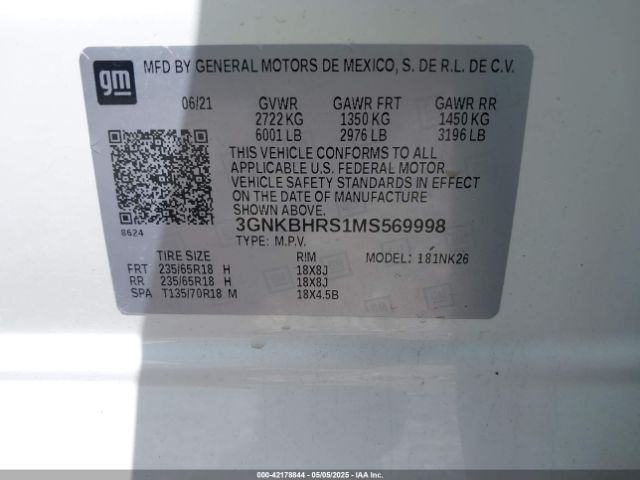 gm
MFD BY GENERAL MOTORS DE MEXICO, S. DE R.L. DE C.V.
06/21 GVWR GAWR FRT GAWR RR
2722 KG 1350 KG 1450 KG
6001 LB 2976 LB 3196 LB
THIS VEHICLE CONFORMS TO ALL
APPLICABLE U.S. FEDERAL MOTOR
VEHICLE SAFETY STANDARDS IN EFFECT
ON THE DATE OF MANUFACTURE
SHOWN ABOVE.
8624 3GNKBHRS1MS569998
TYPE: M.P.V.
TIRE SIZE RIM MODEL: 181NK26
FRT 235/65R18 H 18X8J
RR 235/65R18 H 18X8J
SPA T135/70R18 M 18X4.5B
000-42178844 - 05/05/2025 - IAAI.COM